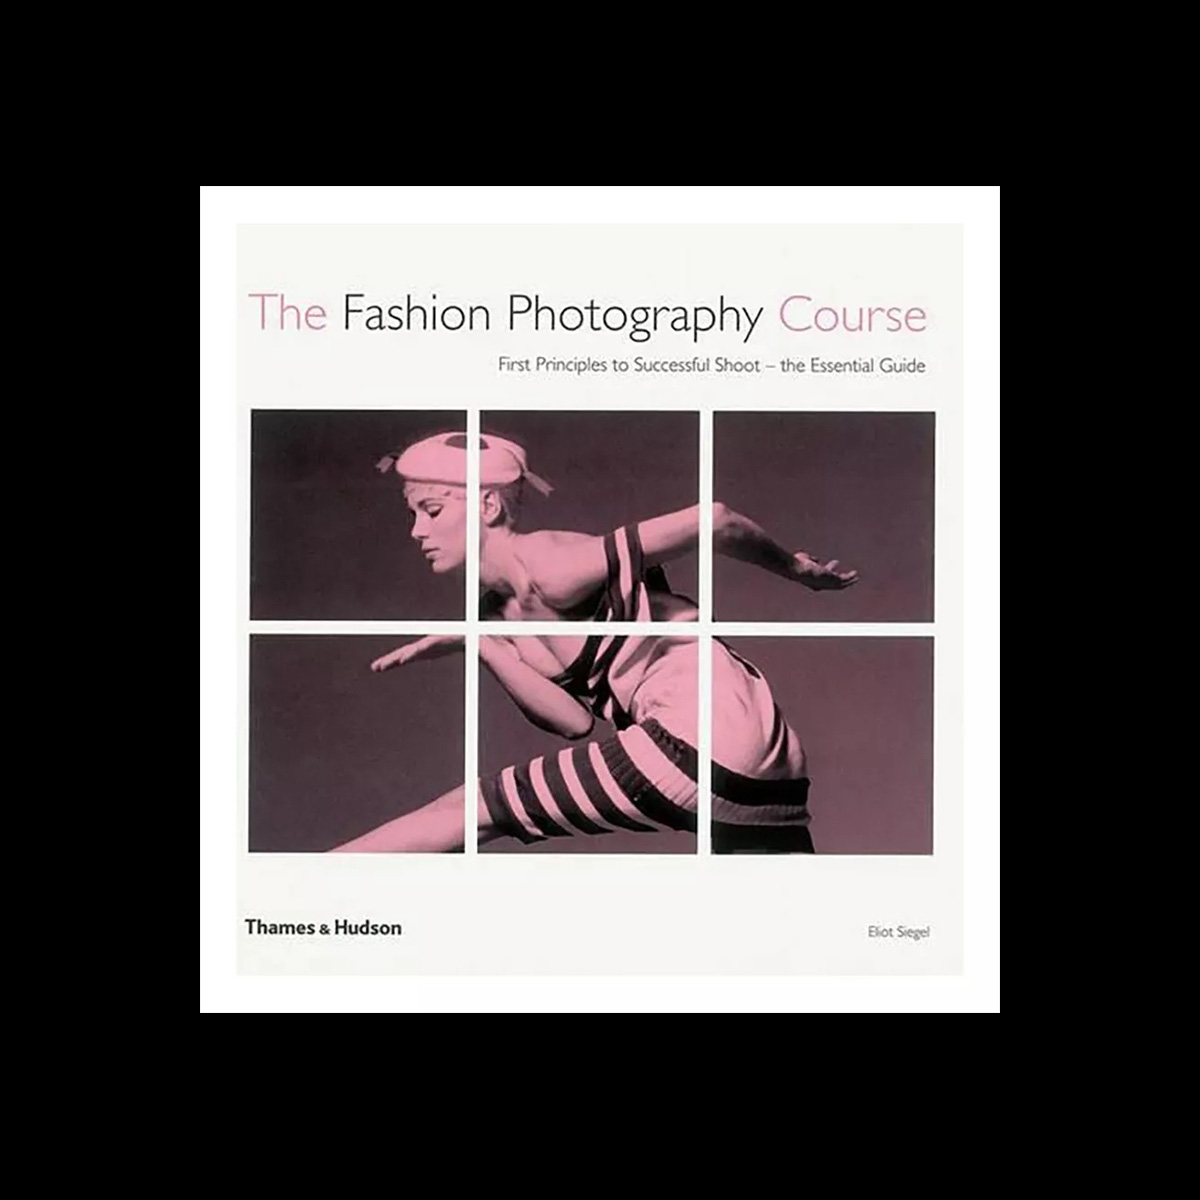 The Fashion Photography Course
First Principles to Successful Shoot – the Essential Guide
Thames & Hudson
Eliot Siegel